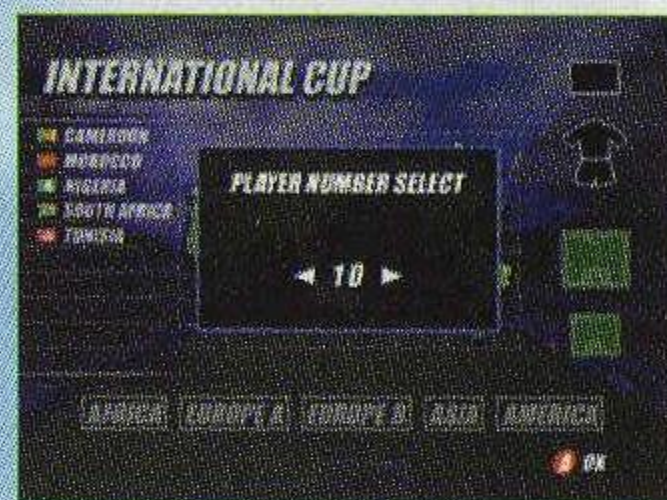 INTERNATIONAL CUP
CAMEROON
MOROCCO
NIGERIA
SOUTH AFRICA
TUNISIA
PLAYER NUMBER SELECT
10
AFRICA EUROPE A EUROPE B ASIA AMERICA
A OK